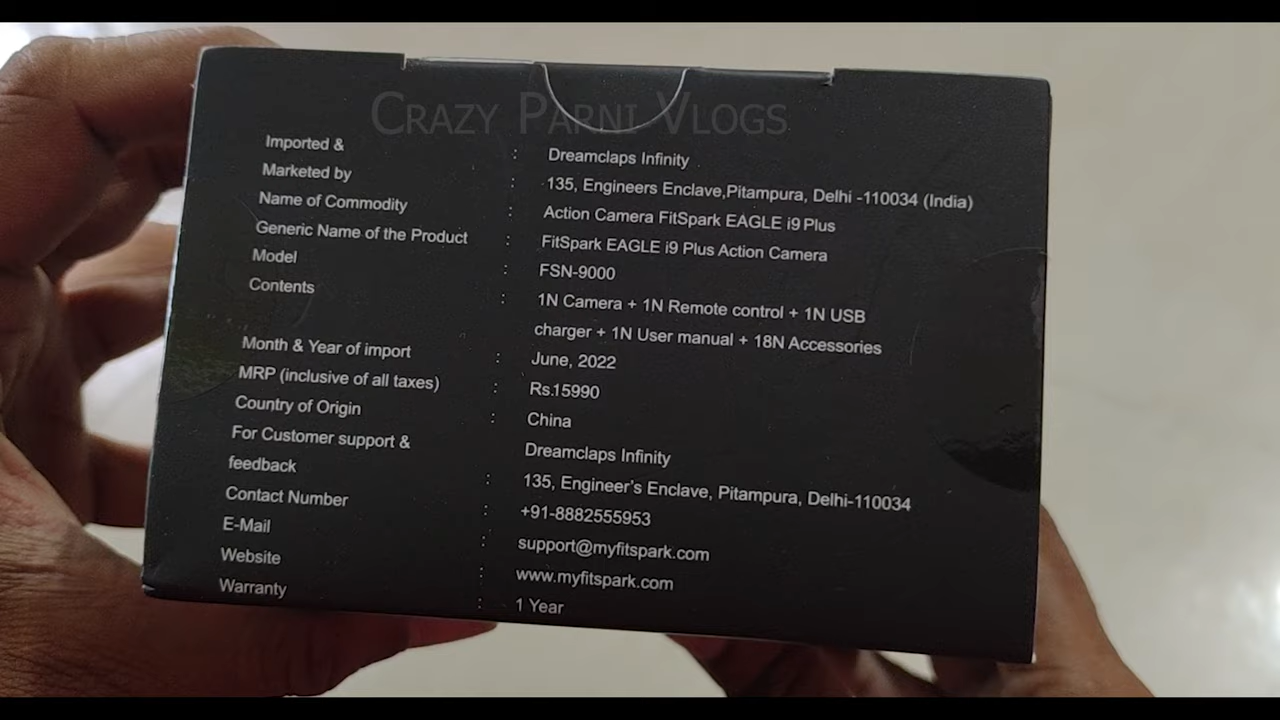 CRAZY PARNI VLOGS
Imported & : Dreamclaps Infinity
Marketed by : 135, Engineers Enclave,Pitampura, Delhi -110034 (India)
Name of Commodity : Action Camera FitSpark EAGLE i9 Plus
Generic Name of the Product : FitSpark EAGLE i9 Plus Action Camera
Model : FSN-9000
Contents : 1N Camera + 1N Remote control + 1N USB
charger + 1N User manual + 18N Accessories
Month & Year of import : June, 2022
MRP (inclusive of all taxes) : Rs.15990
Country of Origin : China
For Customer support & Dreamclaps Infinity
feedback : 135, Engineer's Enclave, Pitampura, Delhi-110034
Contact Number : +91-8882555953
E-Mail : support@myfitspark.com
Website : www.myfitspark.com
Warranty : 1 Year